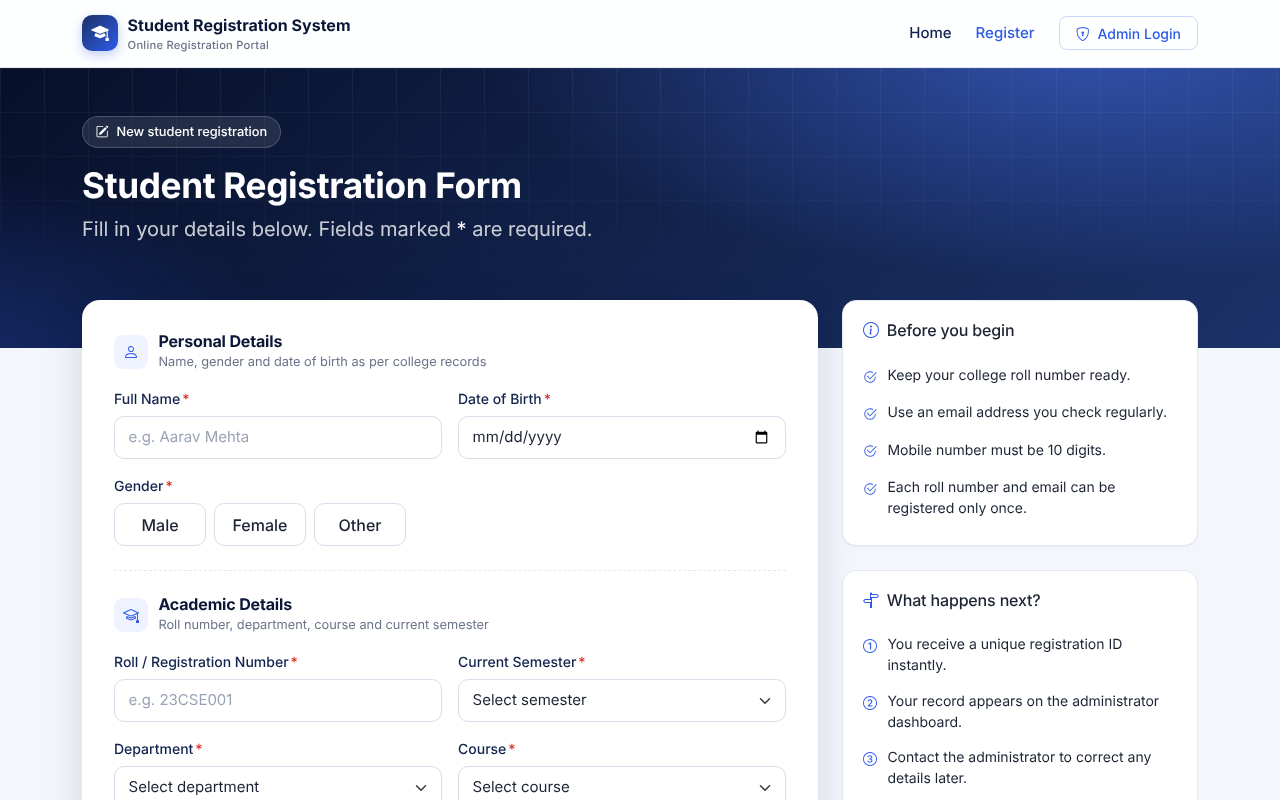 Student Registration System
Online Registration Portal
Home
Register
Admin Login
New student registration
Student Registration Form
Fill in your details below. Fields marked * are required.
Personal Details
Name, gender and date of birth as per college records
Full Name*
Date of Birth*
e.g. Aarav Mehta
mm/dd/yyyy
Gender*
Male
Female
Other
Academic Details
Roll number, department, course and current semester
Roll / Registration Number*
Current Semester*
e.g. 23CSE001
Select semester
Department*
Course*
Select department
Select course
Before you begin
Keep your college roll number ready.
Use an email address you check regularly.
Mobile number must be 10 digits.
Each roll number and email can be
registered only once.
What happens next?
1 You receive a unique registration ID
instantly.
2 Your record appears on the administrator
dashboard.
3 Contact the administrator to correct any
details later.